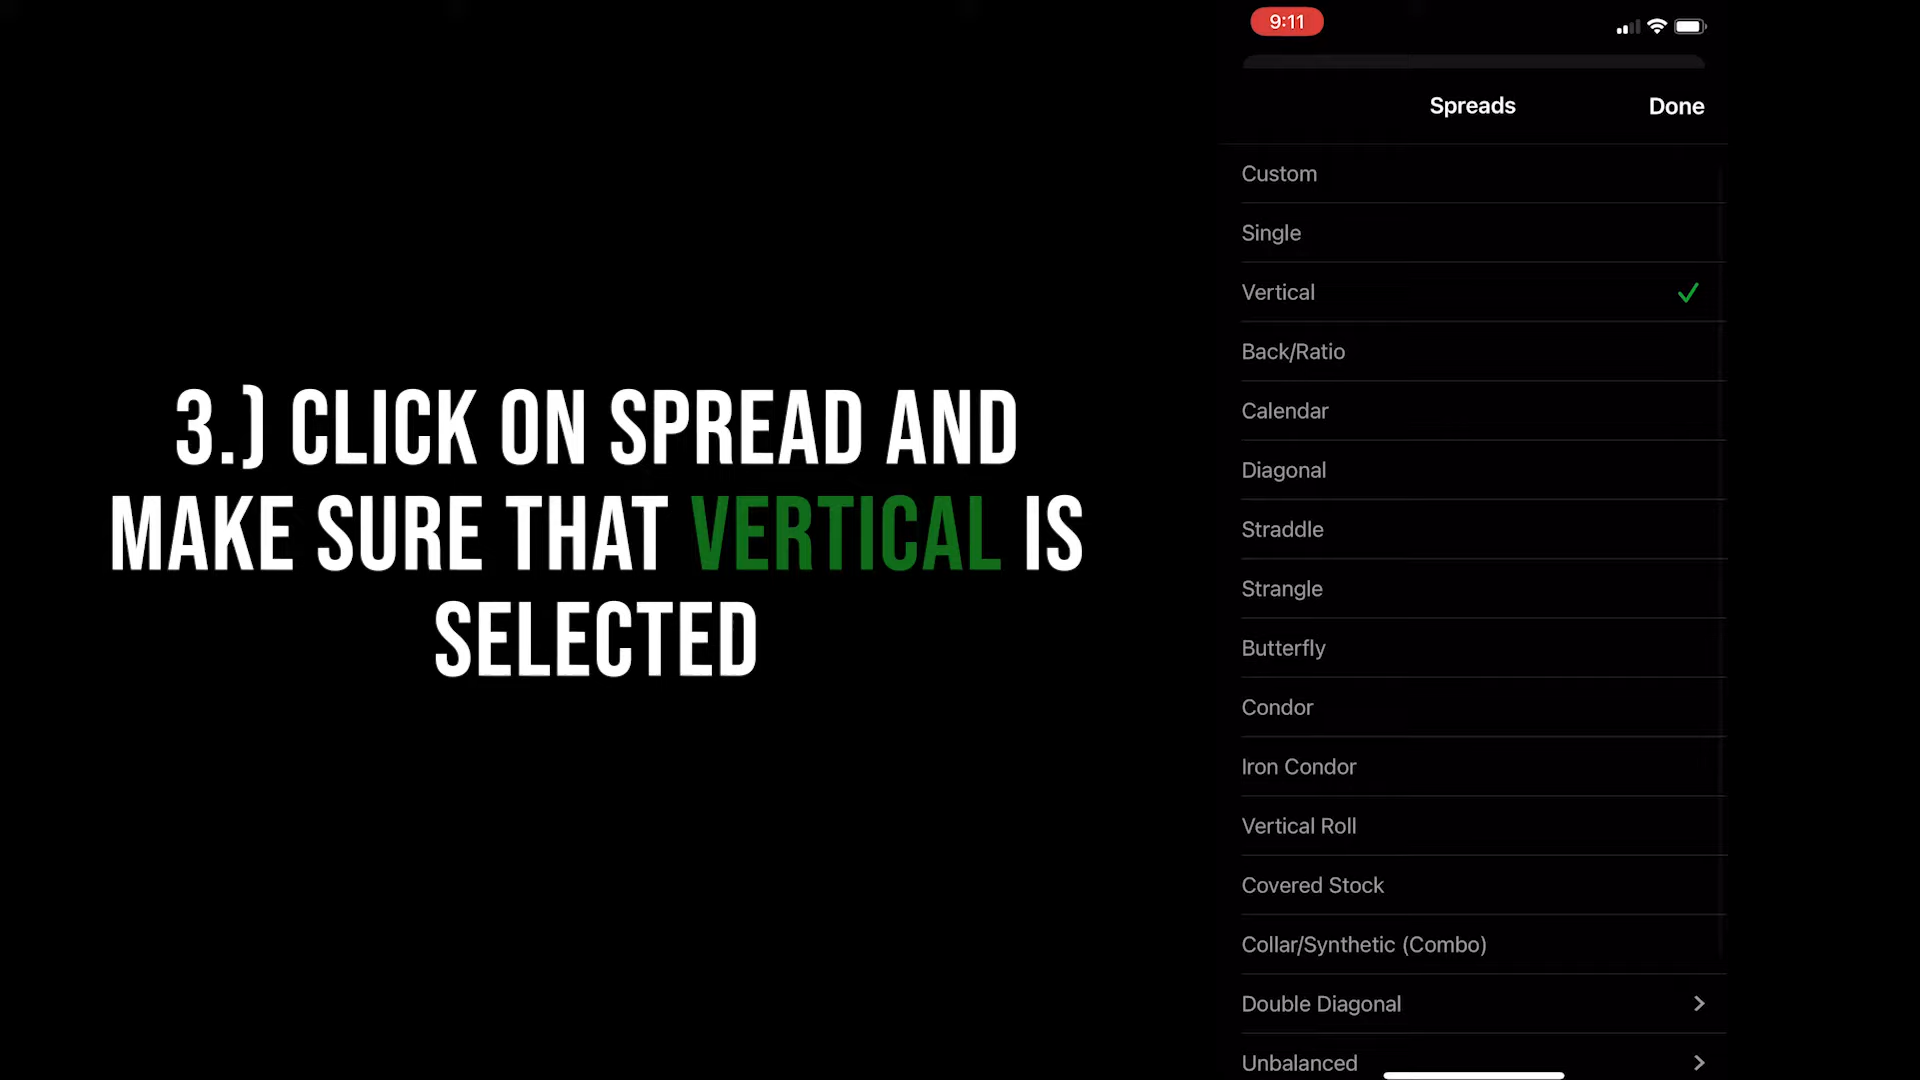 3.) CLICK ON SPREAD AND
MAKE SURE THAT VERTICAL IS
SELECTED
9:11
Spreads
Done
Custom
Single
Vertical
Back/Ratio
Calendar
Diagonal
Straddle
Strangle
Butterfly
Condor
Iron Condor
Vertical Roll
Covered Stock
Collar/Synthetic (Combo)
Double Diagonal
Unbalanced